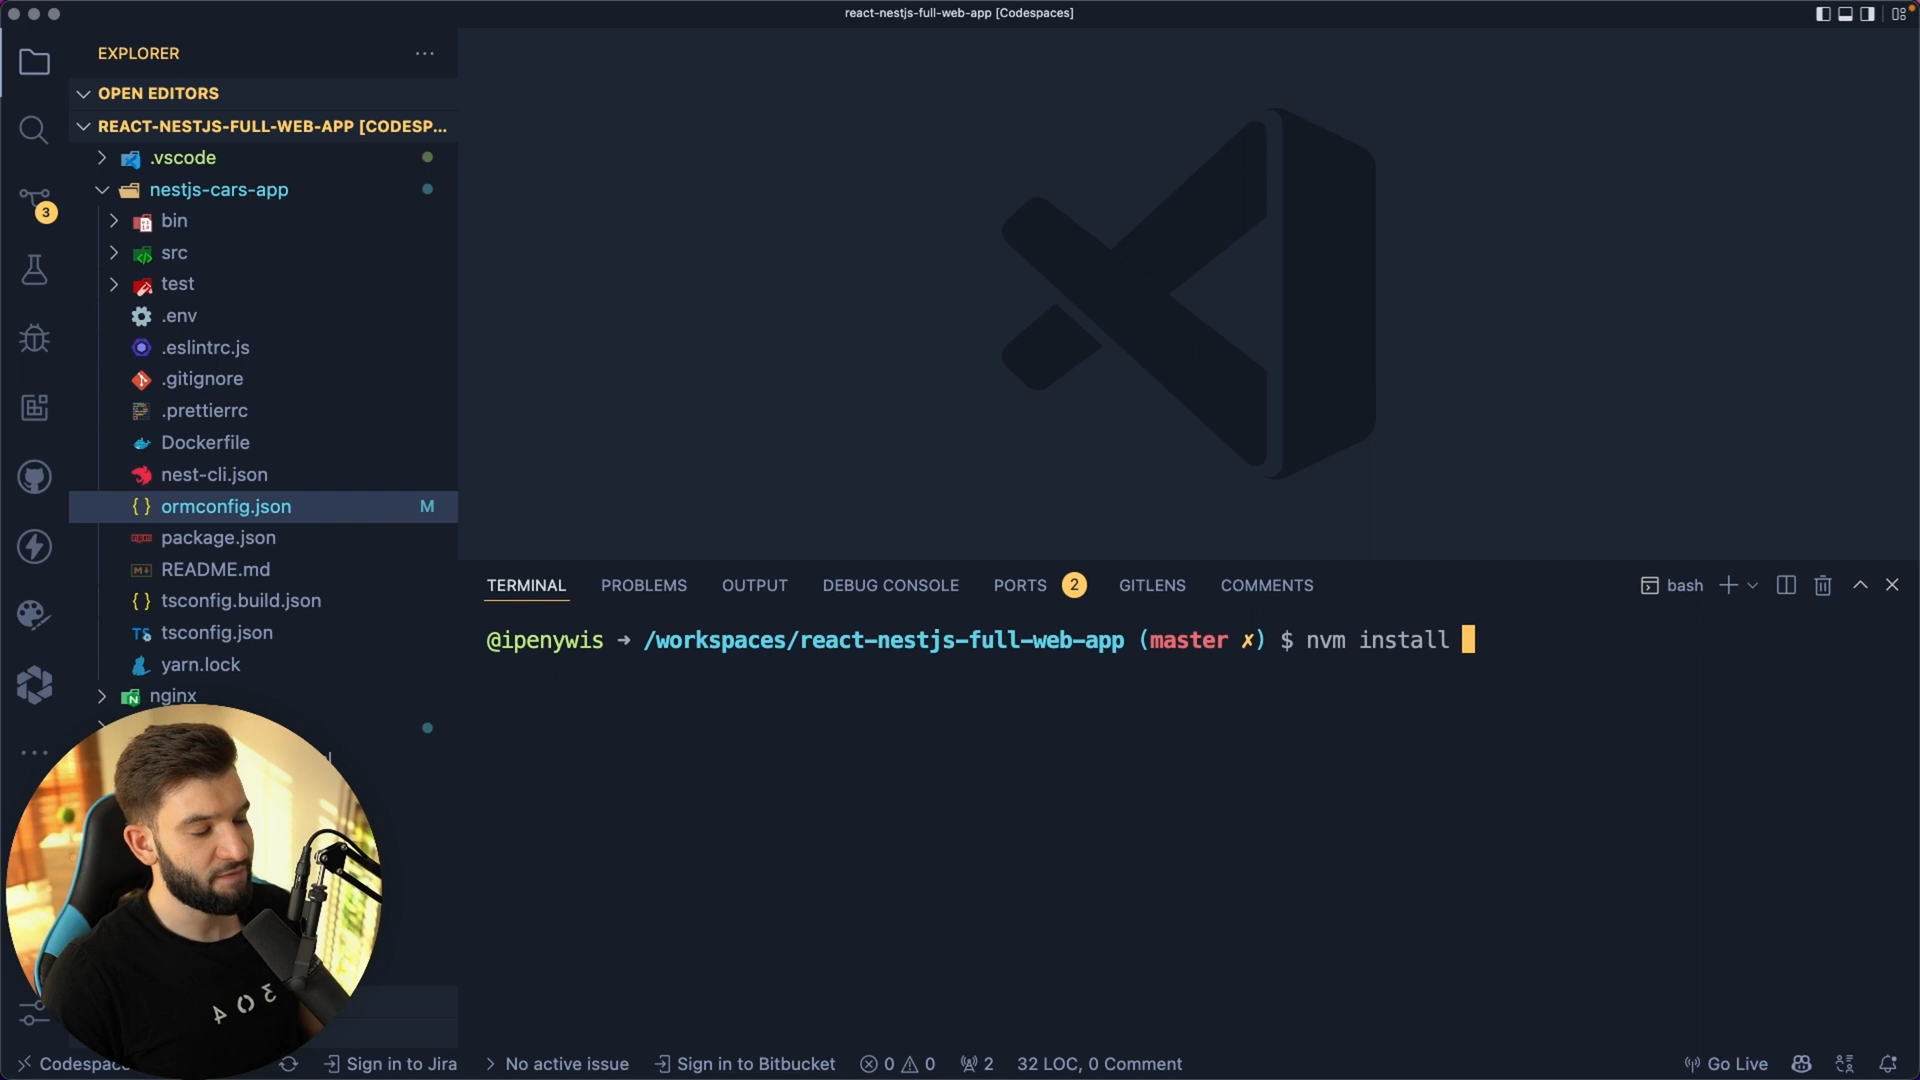 react-nestjs-full-web-app [Codespaces]
EXPLORER
OPEN EDITORS
REACT-NESTJS-FULL-WEB-APP [CODESP...
.vscode
nestjs-cars-app
3
bin
src
test
.env
.eslintrc.js
.gitignore
.prettierrc
Dockerfile
nest-cli.json
ormconfig.json M
package.json
README.md
tsconfig.build.json
tsconfig.json
yarn.lock
nginx
TERMINAL PROBLEMS OUTPUT DEBUG CONSOLE PORTS 2 GITLENS COMMENTS bash
@ipenywis → /workspaces/react-nestjs-full-web-app (master ✗) $ nvm install
Sign in to Jira No active issue Sign in to Bitbucket 0 0 2 32 LOC, 0 Comment Go Live